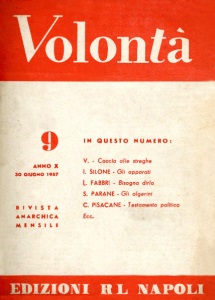 Volontà
9
ANNO X
30 GIUGNO 1957
RIVISTA
ANARCHICA
MENSILE
IN QUESTO NUMERO:
V. - Caccia alle streghe
I. SILONE - Gli apparati
L. FABBRI - Bisogna dirlo
S. PARANE - Gli algerini
C. PISACANE - Testamento politico
Ecc.
EDIZIONI RL NAPOLI